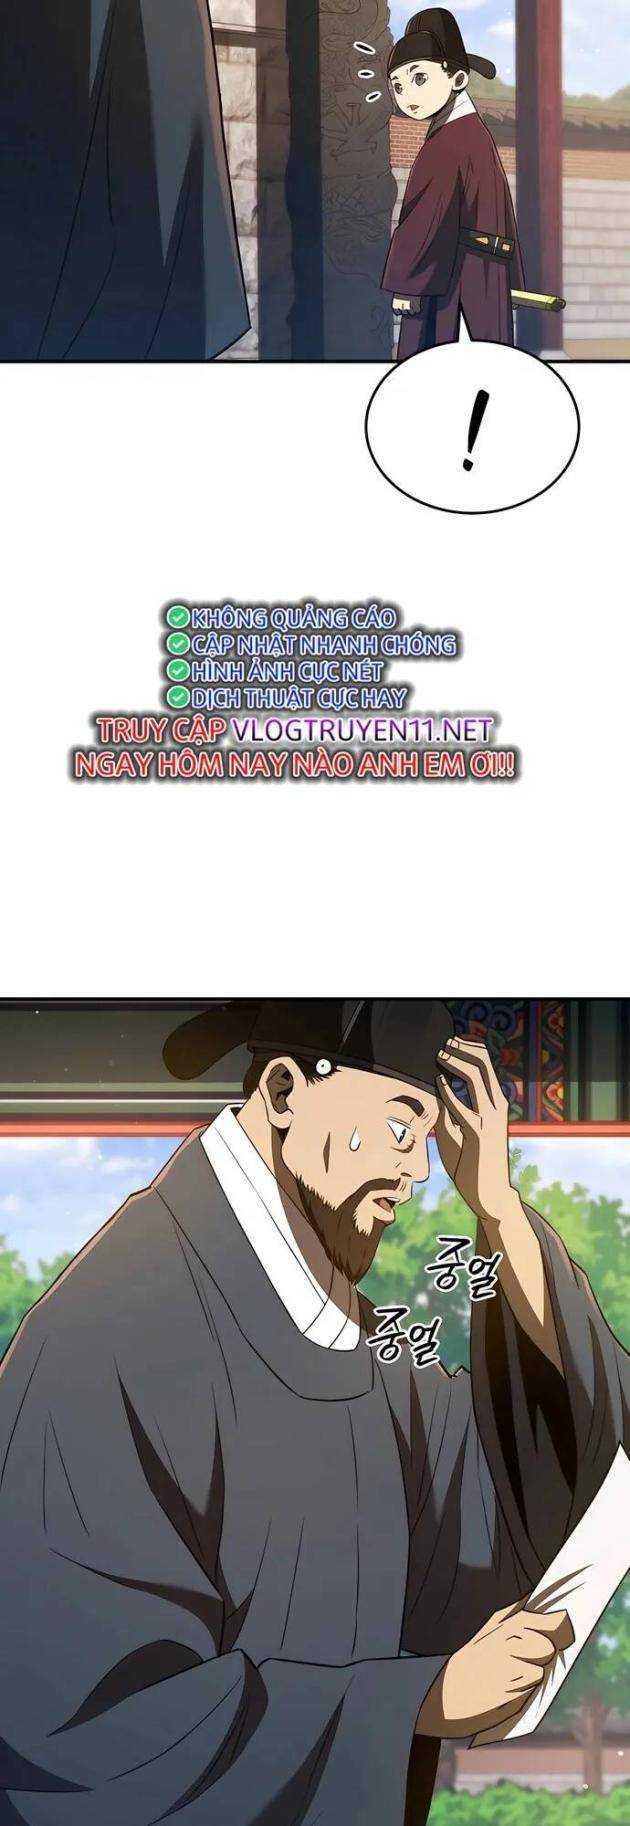 !
KHÔNG QUẢNG CÁO
CẬP NHẬT NHANH CHÓNG
HÌNH ẢNH CỰC NÉT
DỊCH THUẬT CỰC HAY
TRUY CẬP VLOGTRUYEN11.NET
NGAY HÔM NAY NÀO ANH EM ƠI!!
중얼
중얼